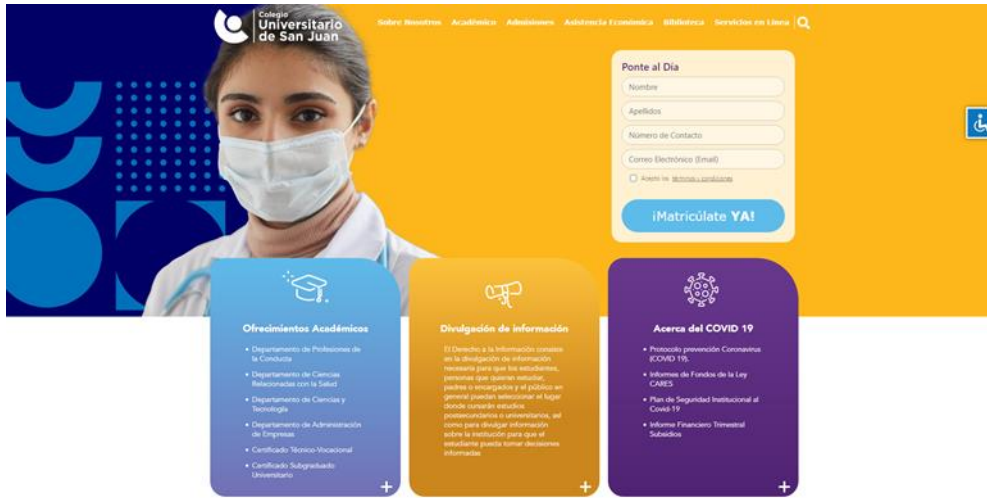 Colegio
Universitario
de San Juan
Sobre Nosotros Académico Admisiones Asistencia Económica Biblioteca Servicios en Línea
Ponte al Día
Nombre
Apellidos
Número de Contacto
Correo Electrónico (Email)
Acepto los términos y condiciones
¡Matricúlate YA!
Ofrecimientos Académicos
• Departamento de Profesiones de
la Conducta
• Departamento de Ciencias
Relacionadas con la Salud
• Departamento de Ciencias y
Tecnología
• Departamento de Administración
de Empresas
• Certificado Técnico-Vocacional
• Certificado Subgraduado
Universitario
+
Divulgación de información
El Derecho a la Información consiste
en la divulgación de información
necesaria para que los estudiantes,
personas que quieran estudiar,
padres o encargados y el público en
general puedan seleccionar el lugar
donde cursarán estudios
postsecundarios o universitarios, así
como para divulgar información
sobre la institución para que el
estudiante pueda tomar decisiones
informadas
+
Acerca del COVID 19
• Protocolo prevención Coronavirus
(COVID 19).
• Informes de Fondos de la Ley
CARES
• Plan de Seguridad Institucional al
Covid-19
• Informe Financiero Trimestral
Subsidios
+